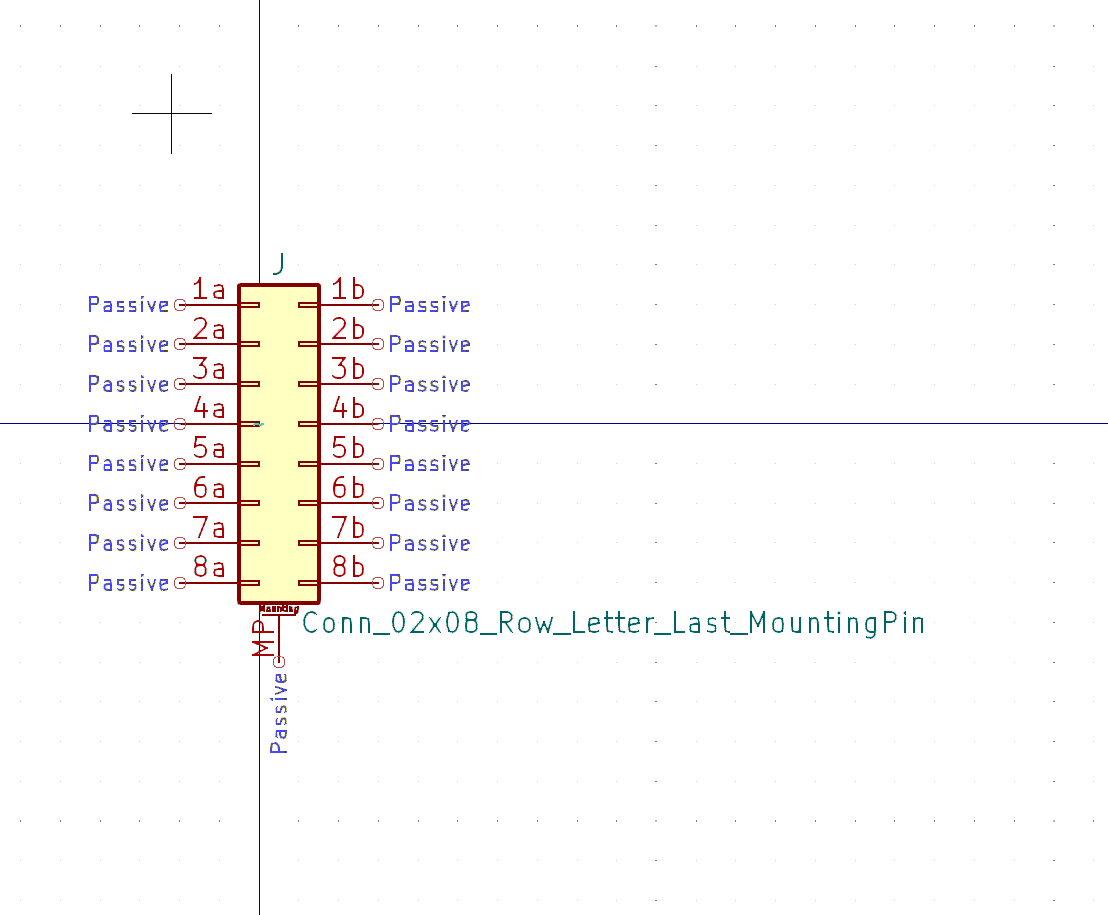 J
Passive 1a 1b Passive
Passive 2a 2b Passive
Passive 3a 3b Passive
Passive 4a 4b Passive
Passive 5a 5b Passive
Passive 6a 6b Passive
Passive 7a 7b Passive
Passive 8a 8b Passive
Mounting
MP
Conn_02x08_Row_Letter_Last_MountingPin
Passive